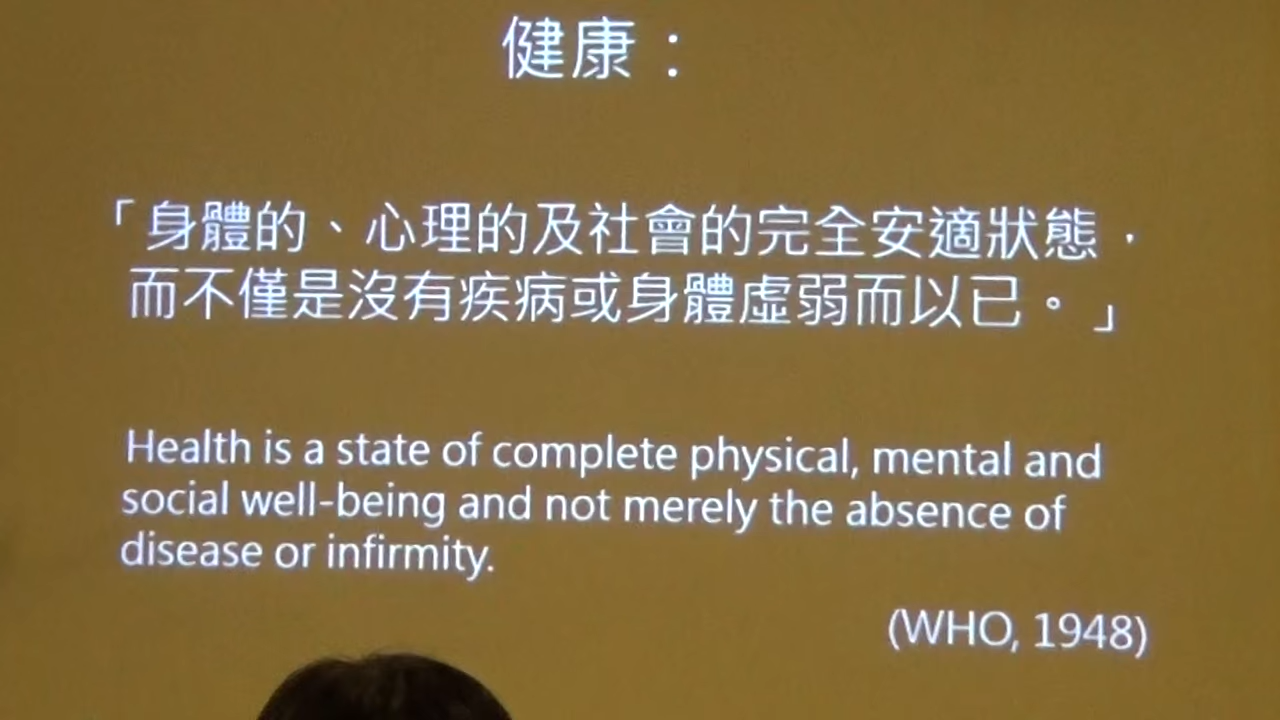 健康：
「身體的、心理的及社會的完全安適狀態，
而不僅是沒有疾病或身體虛弱而以已。」
Health is a state of complete physical, mental and
social well-being and not merely the absence of
disease or infirmity.
(WHO, 1948)